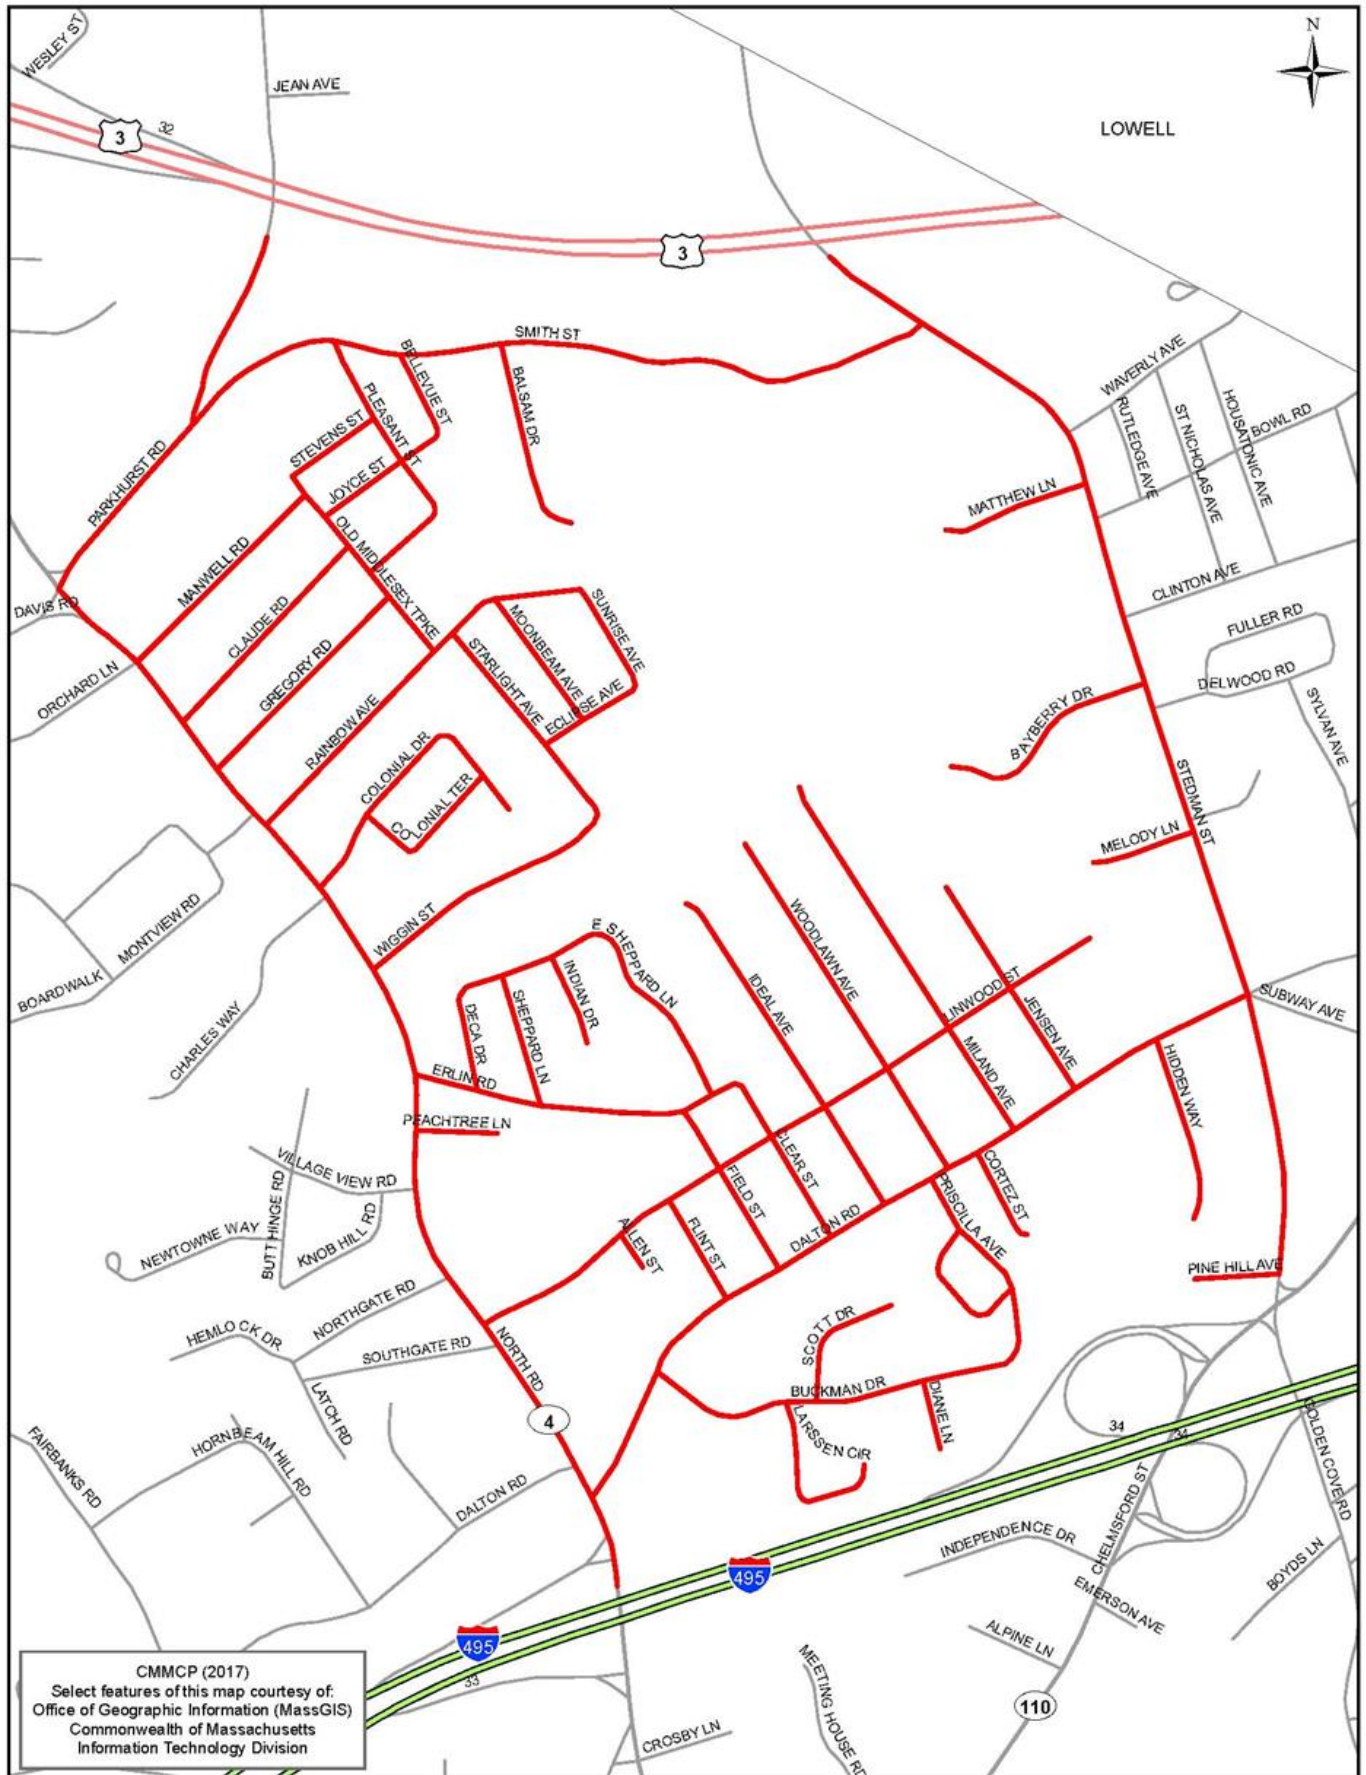 N
WESLEY ST
JEAN AVE
LOWELL
3
32
3
SMITH ST
BELLEVUE ST
BALSAM DR
PLEASANT ST
STEVENS ST
JOYCE ST
PARKHURST RD
WAVERLY AVE
RUTLEDGE AVE
ST NICHOLAS AVE
HOUSATONIC AVE
BOWL RD
MATTHEW LN
OLD MIDDLESEX TPKE
MANWELL RD
CLAUDE RD
GREGORY RD
RAINBOW AVE
DAVIS RD
ORCHARD LN
CLINTON AVE
FULLER RD
DELWOOD RD
SYLVAN AVE
SUNRISE AVE
MOONBEAM AVE
STARLIGHT AVE
ECLIPSE AVE
BAYBERRY DR
COLONIAL DR
COLONIAL TER
STEDMAN ST
MELODY LN
MONTVIEW RD
BOARDWALK
WIGGIN ST
CHARLES WAY
E SHEPPARD LN
INDIAN DR
SHEPPARD LN
DECA DR
ERLIN RD
PEACHTREE LN
WOODLAWN AVE
IDEAL AVE
LINWOOD ST
JENSEN AVE
MILAND AVE
SUBWAY AVE
HIDDEN WAY
VILLAGE VIEW RD
BUTTHINGE RD
KNOB HILL RD
NEWTOWNE WAY
CLEAR ST
FIELD ST
FLINT ST
ALLEN ST
DALTON RD
PRISCILLA AVE
CORTEZ ST
PINE HILL AVE
HEMLOCK DR
NORTHGATE RD
SOUTHGATE RD
LATCH RD
NORTH RD
4
SCOTT DR
BUCKMAN DR
DIANE LN
LARSSEN CIR
FAIRBANKS RD
HORNBEAM HILL RD
DALTON RD
34
34
GOLDEN COVE RD
CHELMSFORD ST
INDEPENDENCE DR
EMERSON AVE
BOYDS LN
ALPINE LN
495
495
33
MEETING HOUSE RD
110
CROSBY LN
CMMCP (2017)
Select features of this map courtesy of:
Office of Geographic Information (MassGIS)
Commonwealth of Massachusetts
Information Technology Division